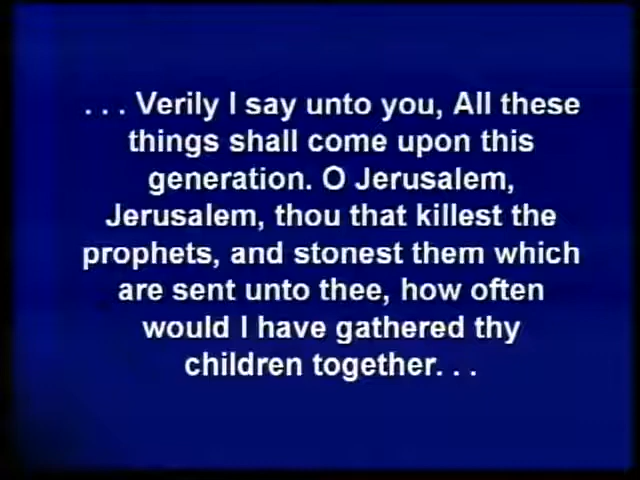 . . . Verily I say unto you, All these
things shall come upon this
generation. O Jerusalem,
Jerusalem, thou that killest the
prophets, and stonest them which
are sent unto thee, how often
would I have gathered thy
children together. . .